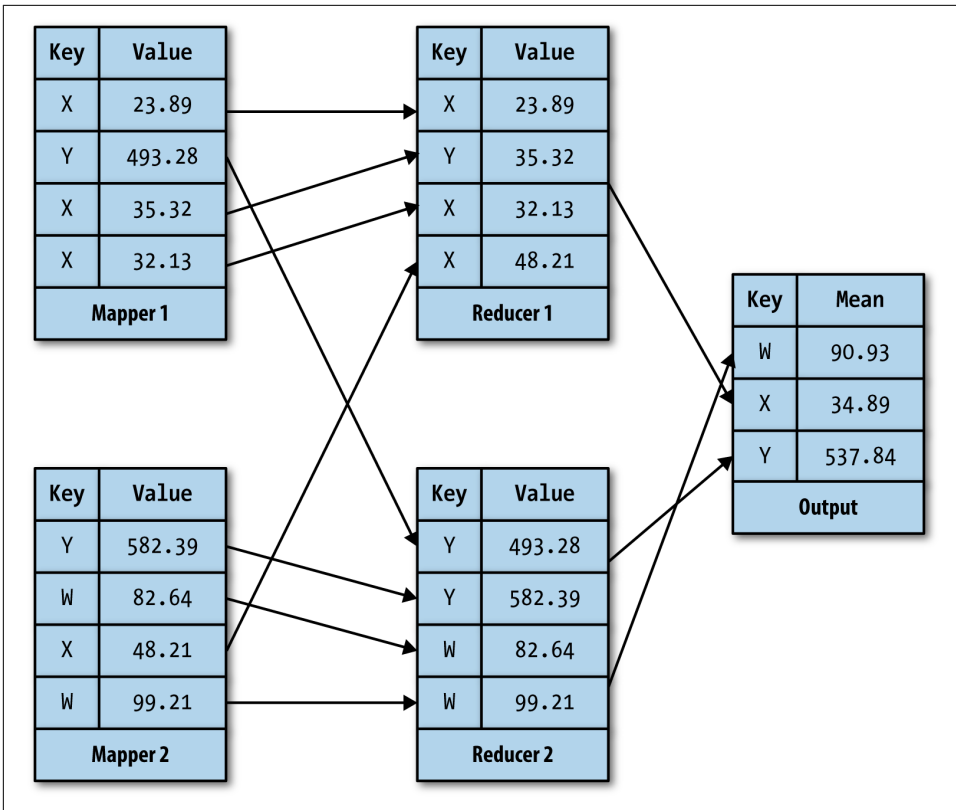 Key Value
X 23.89
Y 493.28
X 35.32
X 32.13
Mapper 1
Key Value
X 23.89
Y 35.32
X 32.13
X 48.21
Reducer 1
Key Value
Y 582.39
W 82.64
X 48.21
W 99.21
Mapper 2
Key Value
Y 493.28
Y 582.39
W 82.64
W 99.21
Reducer 2
Key Mean
W 90.93
X 34.89
Y 537.84
Output